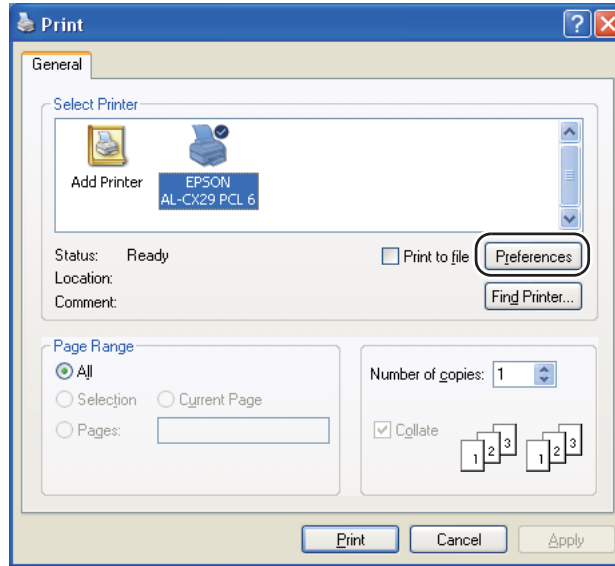 Print
General
Select Printer
Add Printer
EPSON
AL-CX29 PCL 6
Status: Ready
Print to file
Preferences
Location:
Comment:
Find Printer...
Page Range
All
Selection
Current Page
Pages:
Number of copies: 1
Collate
1 2 3 1 2 3
Print
Cancel
Apply